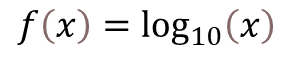 f(x) = log₁₀(x)